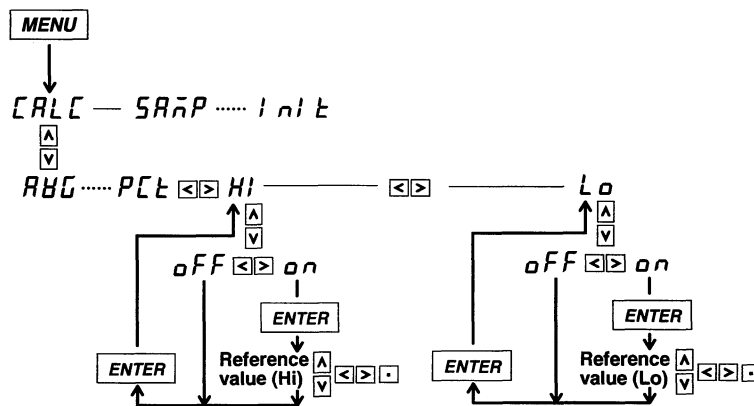 MENU
CALC — SAMP ...... InIt
∧
∨
AVG ...... PCt < > HI < > Lo
∧ ∧
∨ ∨
oFF < > on oFF < > on
ENTER ENTER
ENTER Reference ∧ ENTER Reference ∧
value (Hi) ∨ < > · value (Lo) ∨ < > ·